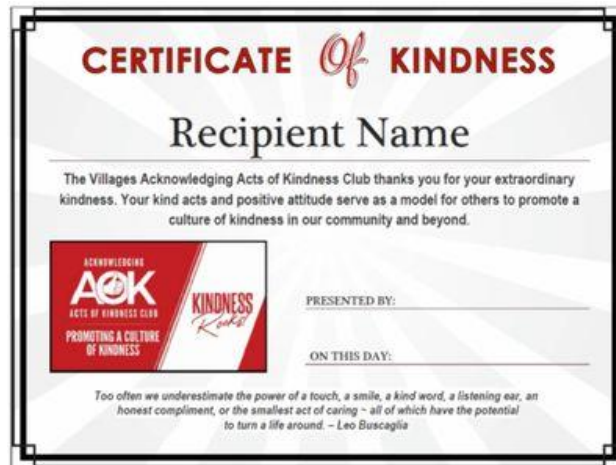 CERTIFICATE Of KINDNESS
Recipient Name
The Villages Acknowledging Acts of Kindness Club thanks you for your extraordinary
kindness. Your kind acts and positive attitude serve as a model for others to promote a
culture of kindness in our community and beyond.
ACKNOWLEDGING
AOK
ACTS OF KINDNESS CLUB
PROMOTING A CULTURE
OF KINDNESS
KINDNESS
Rocks!
PRESENTED BY:
ON THIS DAY:
Too often we underestimate the power of a touch, a smile, a kind word, a listening ear, an
honest compliment, or the smallest act of caring ~ all of which have the potential
to turn a life around. – Leo Buscaglia